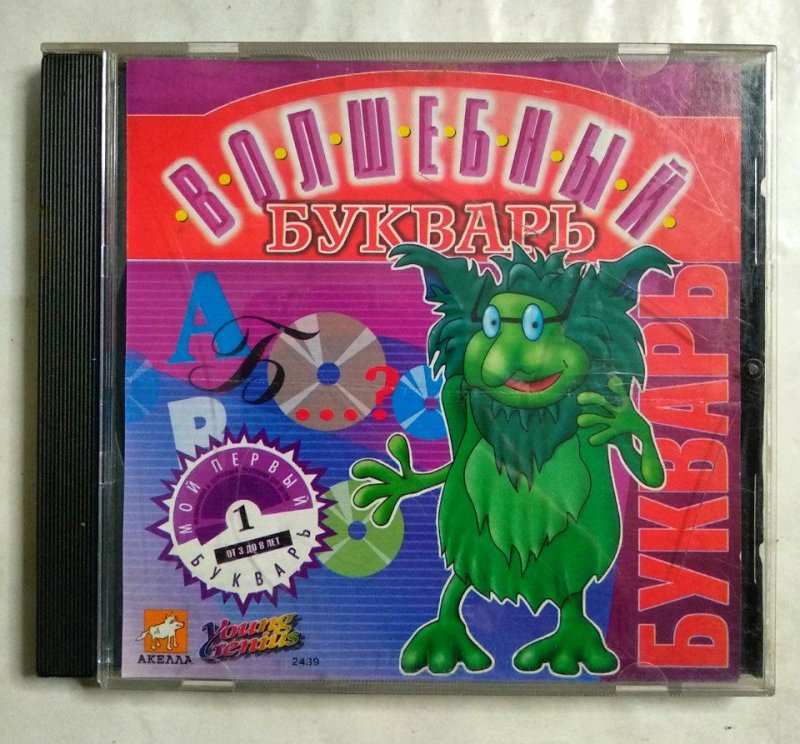 ВОЛШЕБНЫЙ
БУКВАРЬ
БУКВАРЬ
А
Б
...?
МОЙ ПЕРВЫЙ
1
ОТ 3 ДО 8 ЛЕТ
БУКВАРЬ
АКЕЛЛА
Young
Genius
2439